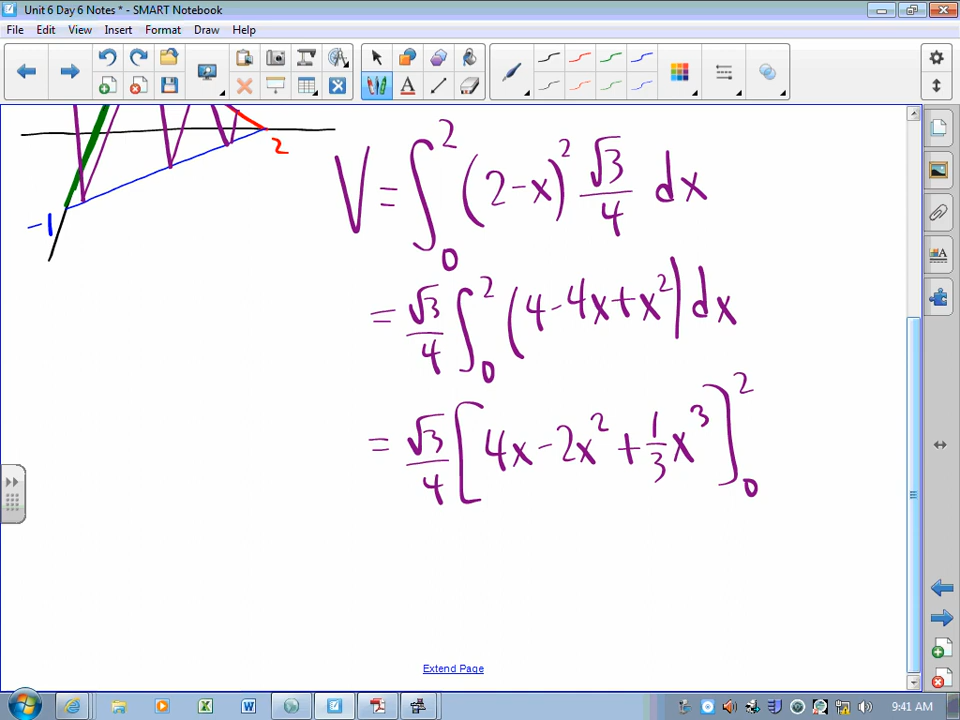 Unit 6 Day 6 Notes * - SMART Notebook
File Edit View Insert Format Draw Help
2
-1
V = ∫₀² (2-x)² √3/4 dx
= √3/4 ∫₀² (4-4x+x²) dx
= √3/4 [4x-2x²+1/3x³]₀²
Extend Page
9:41 AM